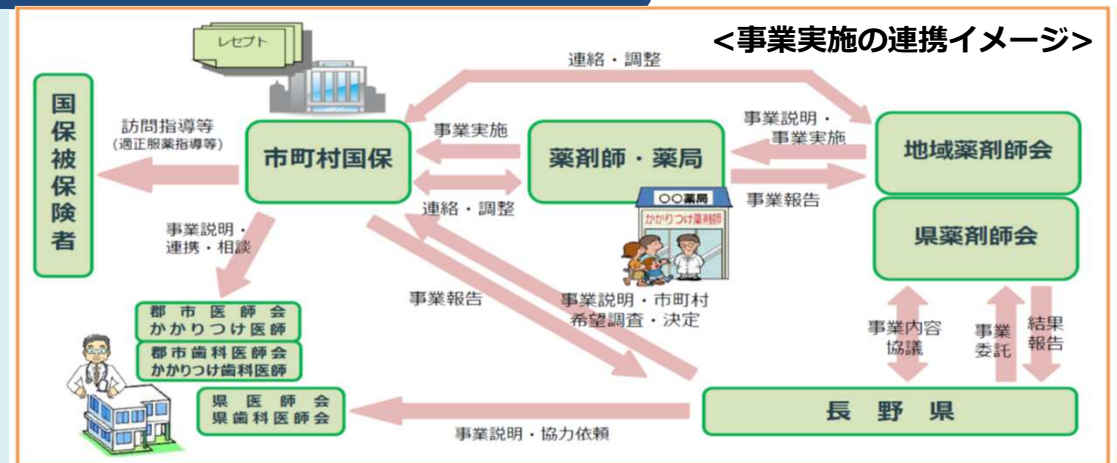 <事業実施の連携イメージ>
レセプト
連絡・調整
国保被保険者
訪問指導等
(適正服薬指導等)
市町村国保
事業実施
連絡・調整
薬剤師・薬局
〇〇薬局
かかりつけ薬剤師
事業説明・
事業実施
事業報告
地域薬剤師会
県薬剤師会
事業説明・
連携・相談
事業報告
事業説明・市町村
希望調査・決定
事業内容
協議
事業
委託
結果
報告
郡市医師会
かかりつけ医師
郡市歯科医師会
かかりつけ歯科医師
県医師会
県歯科医師会
事業説明・協力依頼
長野県